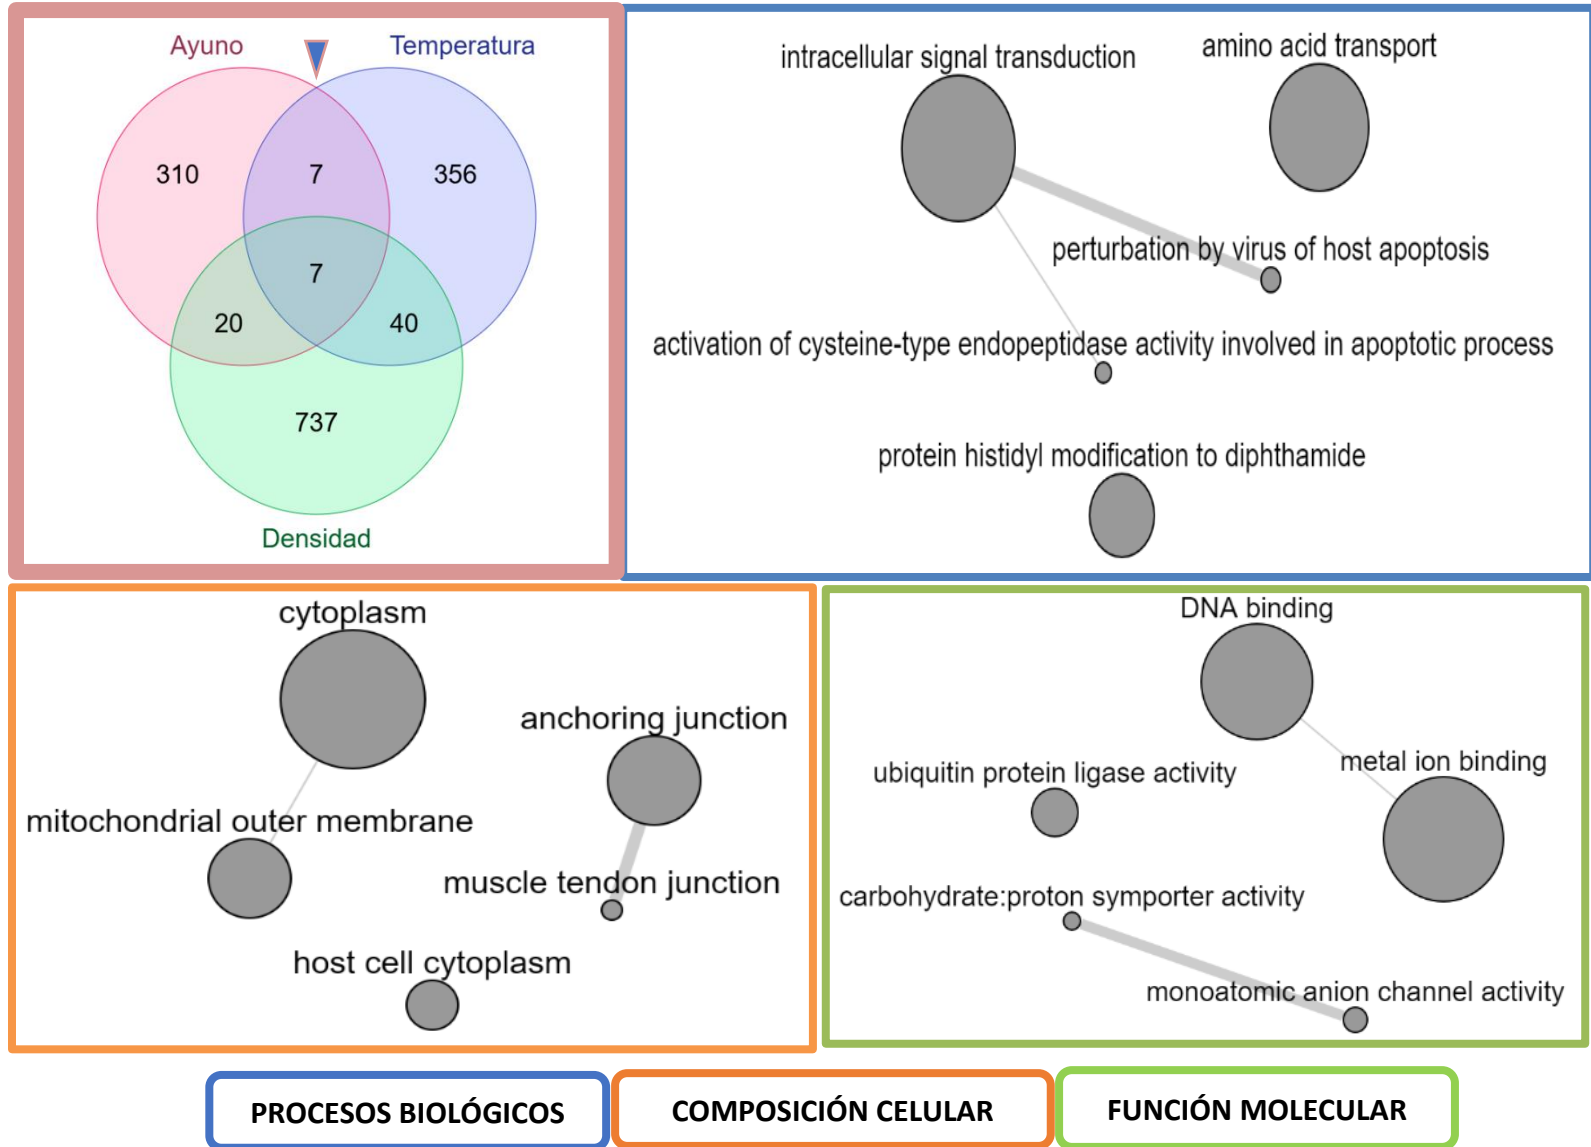 Ayuno
Temperatura
310
7
356
7
20
40
737
Densidad
intracellular signal transduction
amino acid transport
perturbation by virus of host apoptosis
activation of cysteine-type endopeptidase activity involved in apoptotic process
protein histidyl modification to diphthamide
cytoplasm
anchoring junction
mitochondrial outer membrane
muscle tendon junction
host cell cytoplasm
DNA binding
metal ion binding
ubiquitin protein ligase activity
carbohydrate:proton symporter activity
monoatomic anion channel activity
PROCESOS BIOLÓGICOS
COMPOSICIÓN CELULAR
FUNCIÓN MOLECULAR